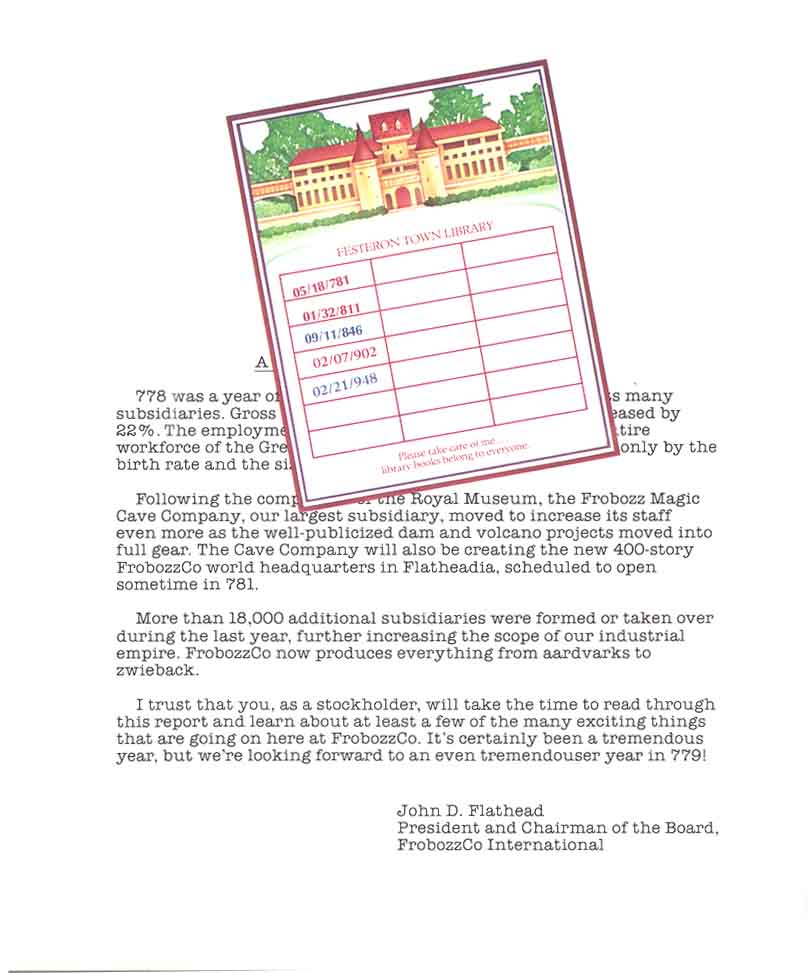 FESTERON TOWN LIBRARY
05/18/781
01/32/811
09/11/846
02/07/902
02/21/948
Please take care of me....
library books belong to everyone.
A
778 was a year of s many
subsidiaries. Gross eased by
22%. The employme tire
workforce of the Gre only by the
birth rate and the si
Following the comp the Royal Museum, the Frobozz Magic
Cave Company, our largest subsidiary, moved to increase its staff
even more as the well-publicized dam and volcano projects moved into
full gear. The Cave Company will also be creating the new 400-story
FrobozzCo world headquarters in Flatheadia, scheduled to open
sometime in 781.
More than 18,000 additional subsidiaries were formed or taken over
during the last year, further increasing the scope of our industrial
empire. FrobozzCo now produces everything from aardvarks to
zwieback.
I trust that you, as a stockholder, will take the time to read through
this report and learn about at least a few of the many exciting things
that are going on here at FrobozzCo. It's certainly been a tremendous
year, but we're looking forward to an even tremendouser year in 779!
John D. Flathead
President and Chairman of the Board,
FrobozzCo International